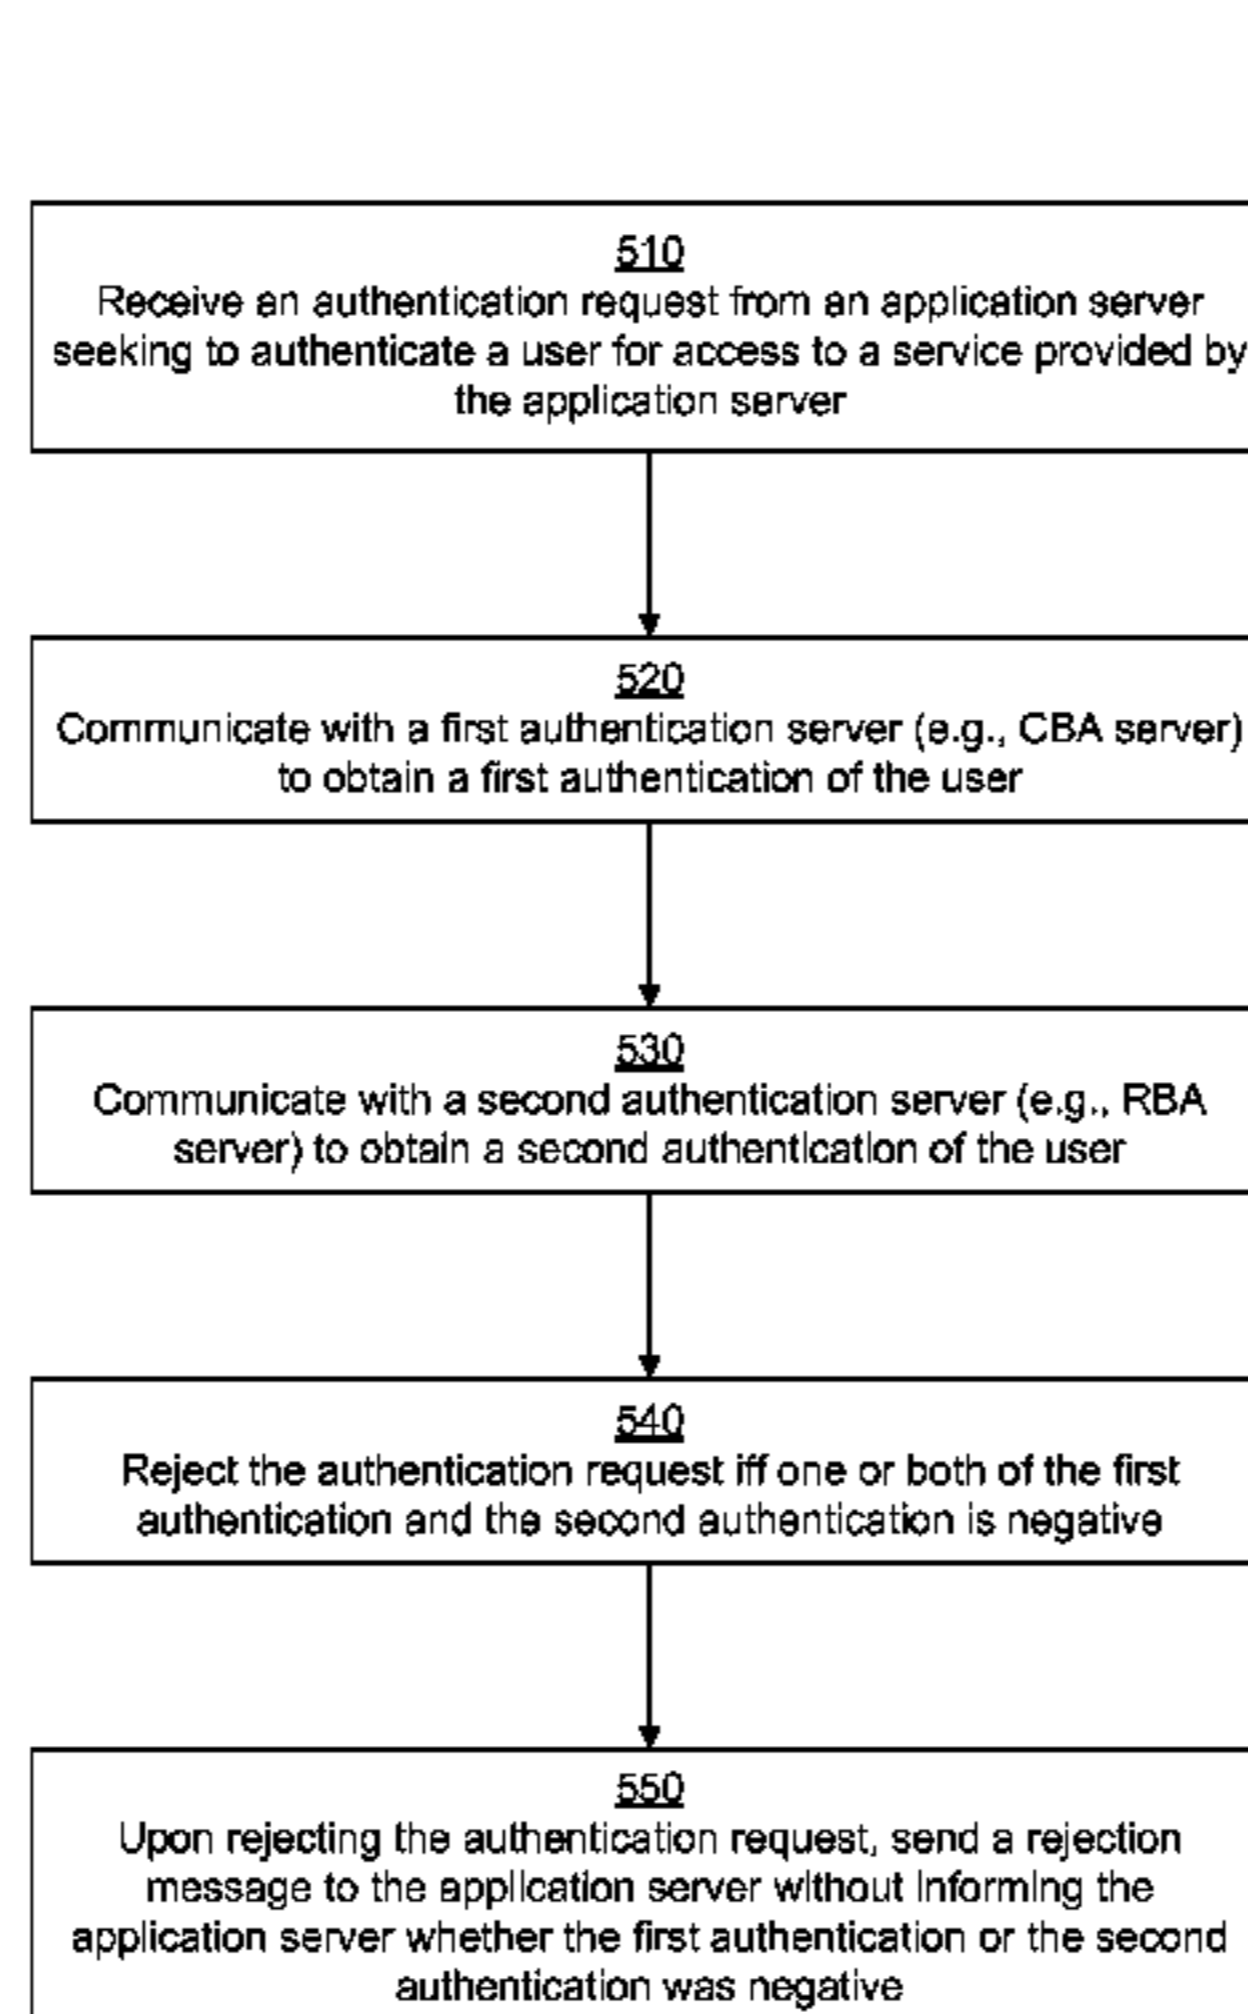 510
Receive an authentication request from an application server
seeking to authenticate a user for access to a service provided by
the application server
520
Communicate with a first authentication server (e.g., CBA server)
to obtain a first authentication of the user
530
Communicate with a second authentication server (e.g., RBA
server) to obtain a second authentication of the user
540
Reject the authentication request iff one or both of the first
authentication and the second authentication is negative
550
Upon rejecting the authentication request, send a rejection
message to the application server without informing the
application server whether the first authentication or the second
authentication was negative